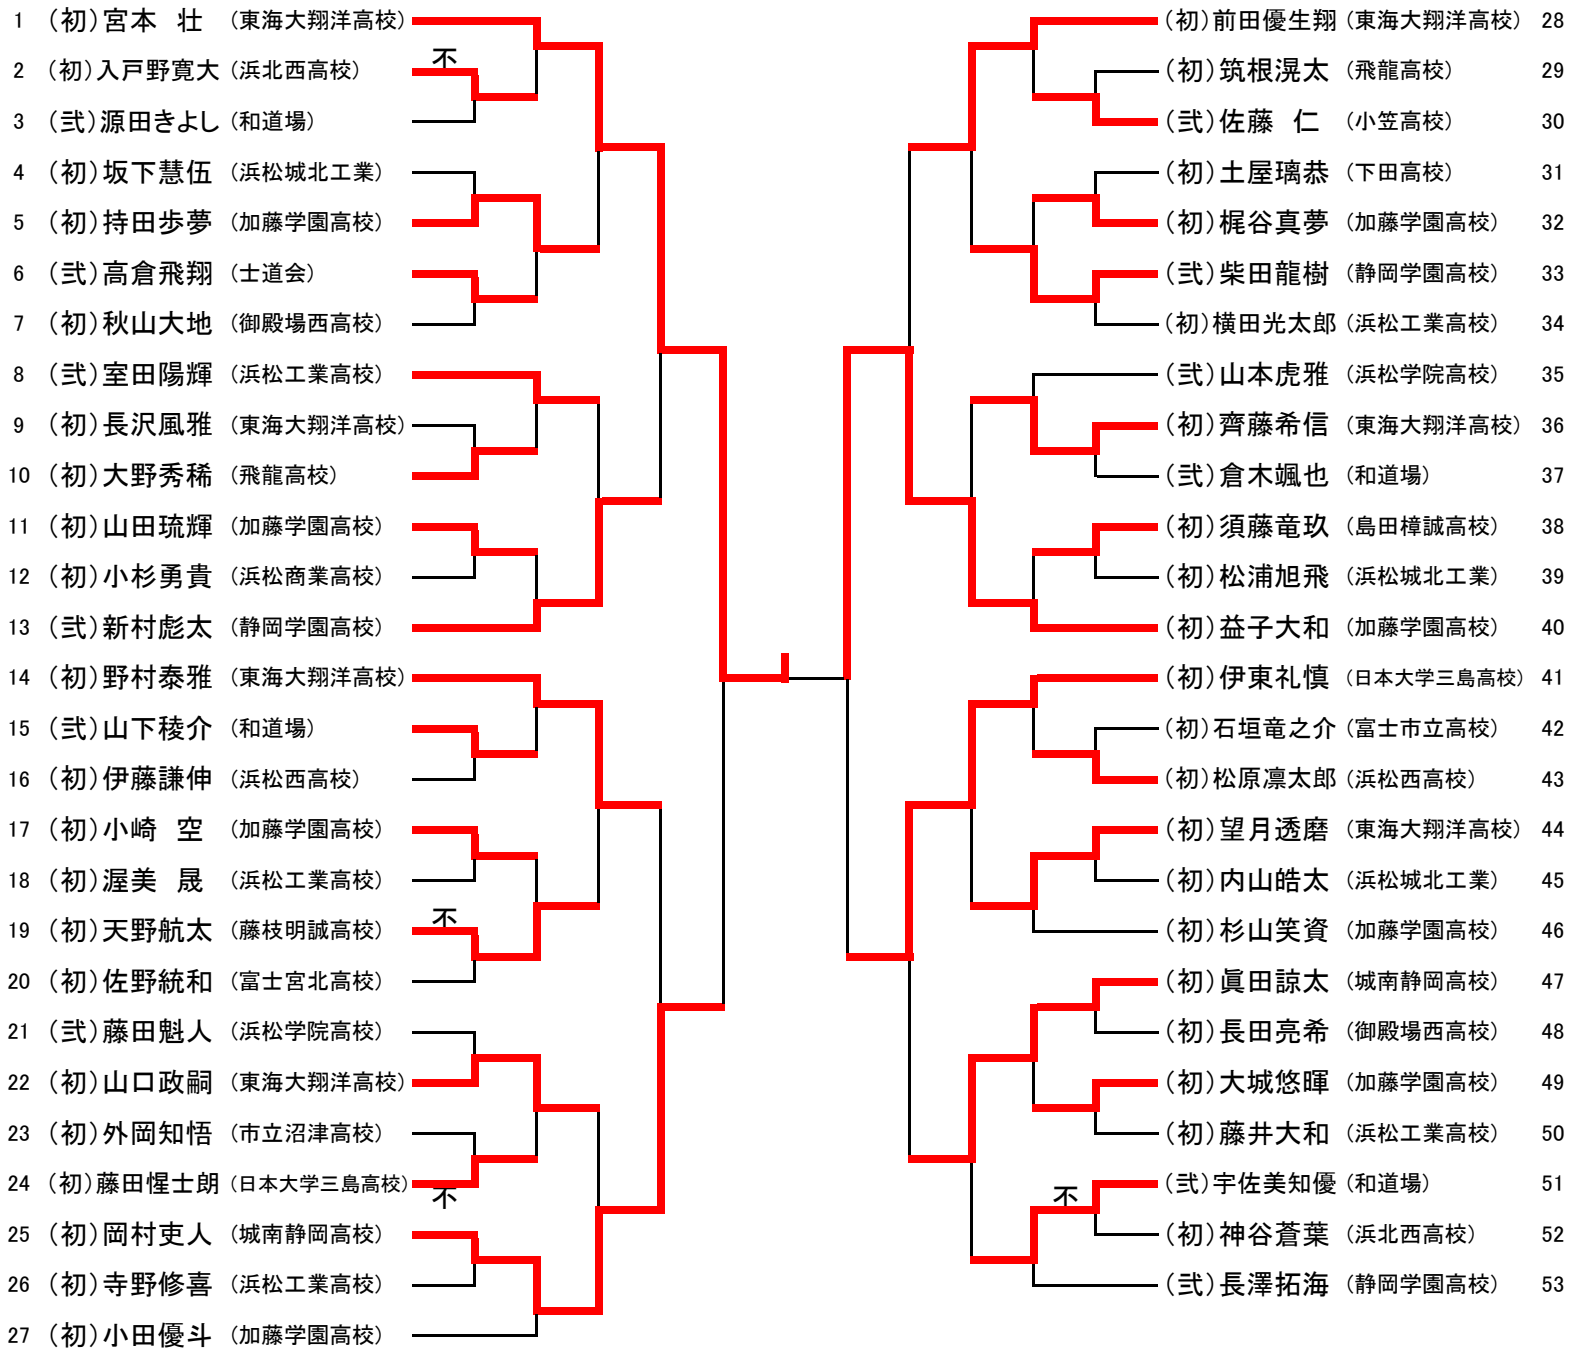 1 (初)宮本 壮 (東海大翔洋高校)
不
2 (初)入戸野寛大 (浜北西高校)
3 (弐)源田きよし (和道場)
4 (初)坂下慧伍 (浜松城北工業)
5 (初)持田歩夢 (加藤学園高校)
6 (弐)高倉飛翔 (士道会)
7 (初)秋山大地 (御殿場西高校)
8 (弐)室田陽輝 (浜松工業高校)
9 (初)長沢風雅 (東海大翔洋高校)
10 (初)大野秀稀 (飛龍高校)
11 (初)山田琉輝 (加藤学園高校)
12 (初)小杉勇貴 (浜松商業高校)
13 (弐)新村彪太 (静岡学園高校)
14 (初)野村泰雅 (東海大翔洋高校)
15 (弐)山下稜介 (和道場)
16 (初)伊藤謙伸 (浜松西高校)
17 (初)小崎 空 (加藤学園高校)
18 (初)渥美 晟 (浜松工業高校)
不
19 (初)天野航太 (藤枝明誠高校)
20 (初)佐野統和 (富士宮北高校)
21 (弐)藤田魁人 (浜松学院高校)
22 (初)山口政嗣 (東海大翔洋高校)
23 (初)外岡知悟 (市立沼津高校)
24 (初)藤田惺士朗 (日本大学三島高校)
不
25 (初)岡村吏人 (城南静岡高校)
26 (初)寺野修喜 (浜松工業高校)
27 (初)小田優斗 (加藤学園高校)
(初)前田優生翔 (東海大翔洋高校) 28
(初)筑根滉太 (飛龍高校) 29
(弐)佐藤 仁 (小笠高校) 30
(初)土屋璃恭 (下田高校) 31
(初)梶谷真夢 (加藤学園高校) 32
(弐)柴田龍樹 (静岡学園高校) 33
(初)横田光太郎 (浜松工業高校) 34
(弐)山本虎雅 (浜松学院高校) 35
(初)齊藤希信 (東海大翔洋高校) 36
(弐)倉木颯也 (和道場) 37
(初)須藤竜玖 (島田樟誠高校) 38
(初)松浦旭飛 (浜松城北工業) 39
(初)益子大和 (加藤学園高校) 40
(初)伊東礼慎 (日本大学三島高校) 41
(初)石垣竜之介 (富士市立高校) 42
(初)松原凛太郎 (浜松西高校) 43
(初)望月透磨 (東海大翔洋高校) 44
(初)内山皓太 (浜松城北工業) 45
(初)杉山笑資 (加藤学園高校) 46
(初)眞田諒太 (城南静岡高校) 47
(初)長田亮希 (御殿場西高校) 48
(初)大城悠暉 (加藤学園高校) 49
(初)藤井大和 (浜松工業高校) 50
不
(弐)宇佐美知優 (和道場) 51
(初)神谷蒼葉 (浜北西高校) 52
(弐)長澤拓海 (静岡学園高校) 53